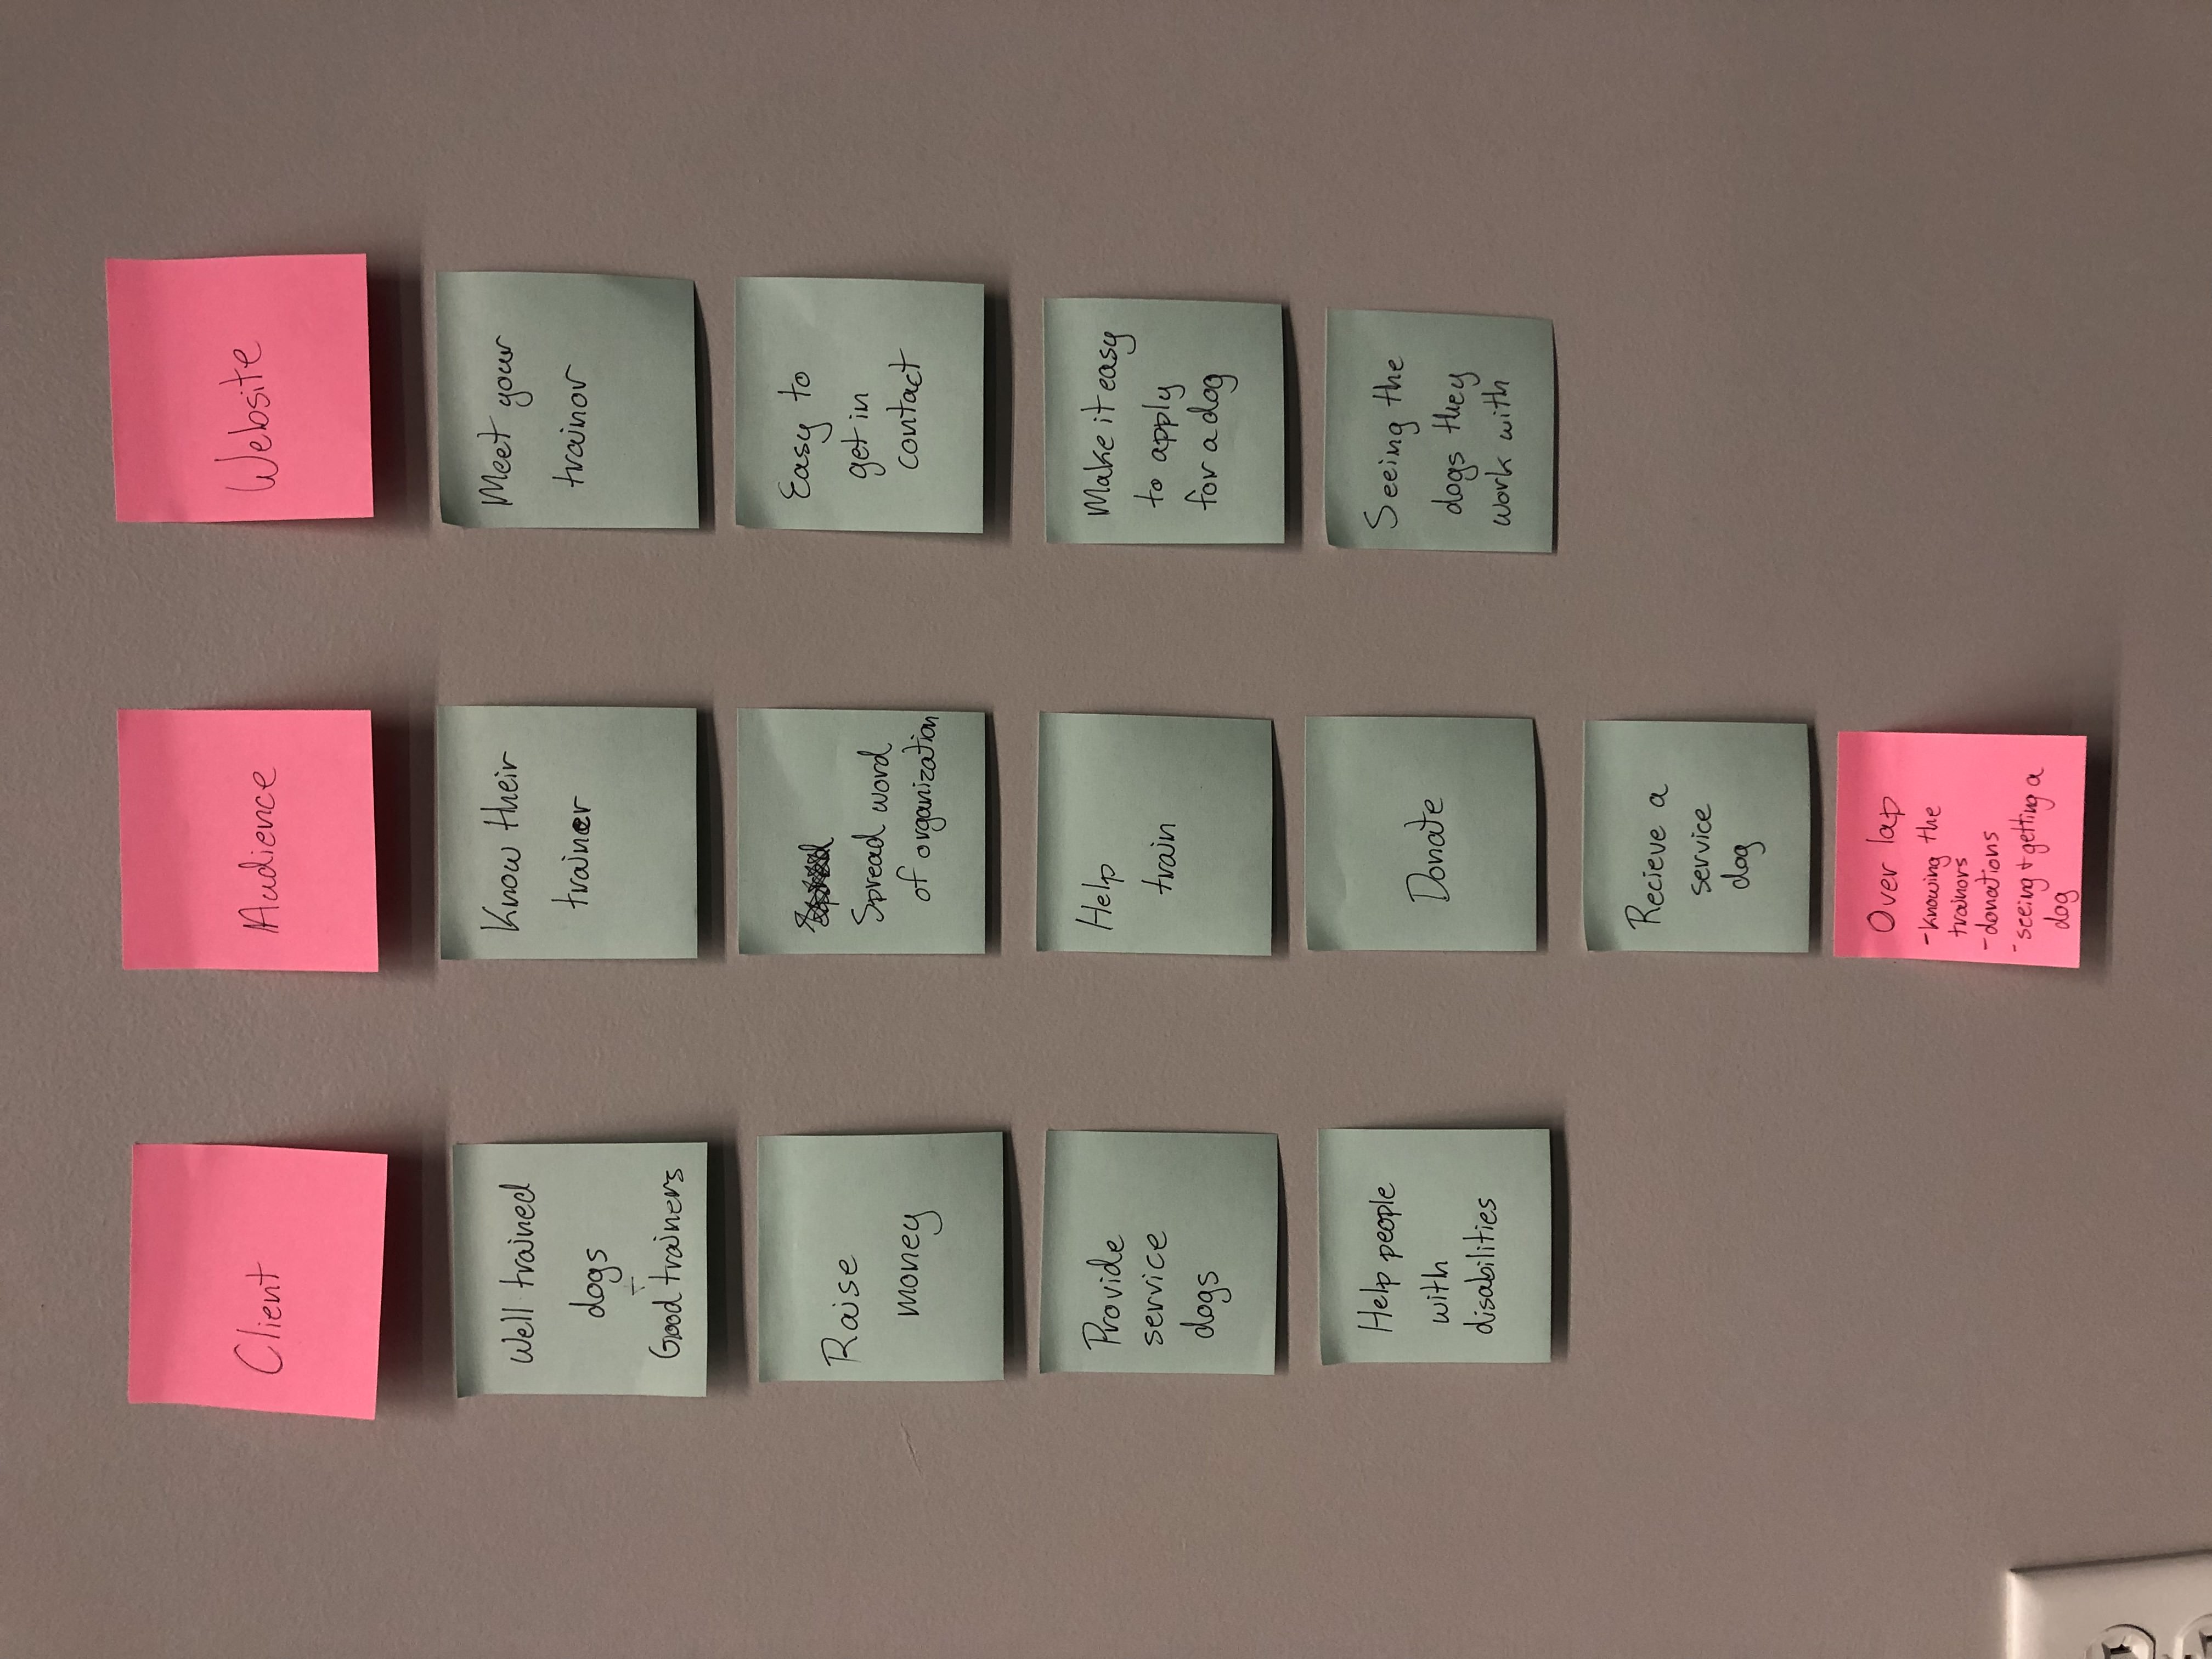 Client
Well trained
dogs
+
Good trainers
Raise
money
Provide
service
dogs
Help people
with
disabilities
Audience
Know their
trainer
Spread word
of organization
Help
train
Donate
Recieve a
service
dog
Over lap
-knowing the
trainors
-donations
-seeing + getting a
dog
Website
Meet your
trainor
Easy to
get in
contact
Make it easy
to apply
for a dog
Seeing the
dogs they
work with